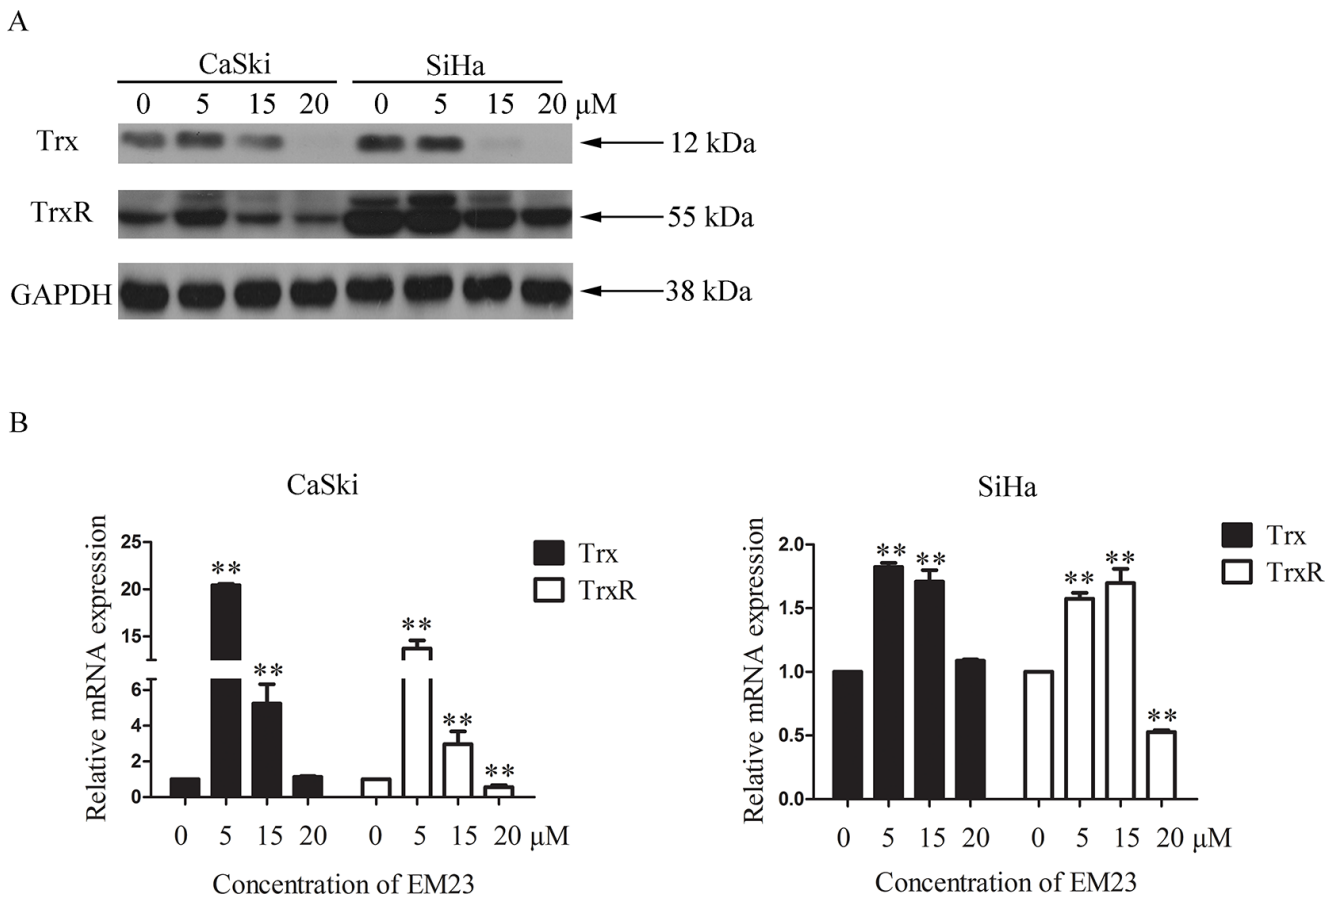 A
CaSki SiHa
0 5 15 20 0 5 15 20 μM
Trx 12 kDa
TrxR 55 kDa
GAPDH 38 kDa
B
CaSki
Relative mRNA expression
25
20
15
6
4
2
0
** ** ** ** **
Trx
TrxR
0 5 15 20 0 5 15 20 μM
Concentration of EM23
SiHa
Relative mRNA expression
2.0
1.5
1.0
0.5
0.0
** ** ** ** **
Trx
TrxR
0 5 15 20 0 5 15 20 μM
Concentration of EM23